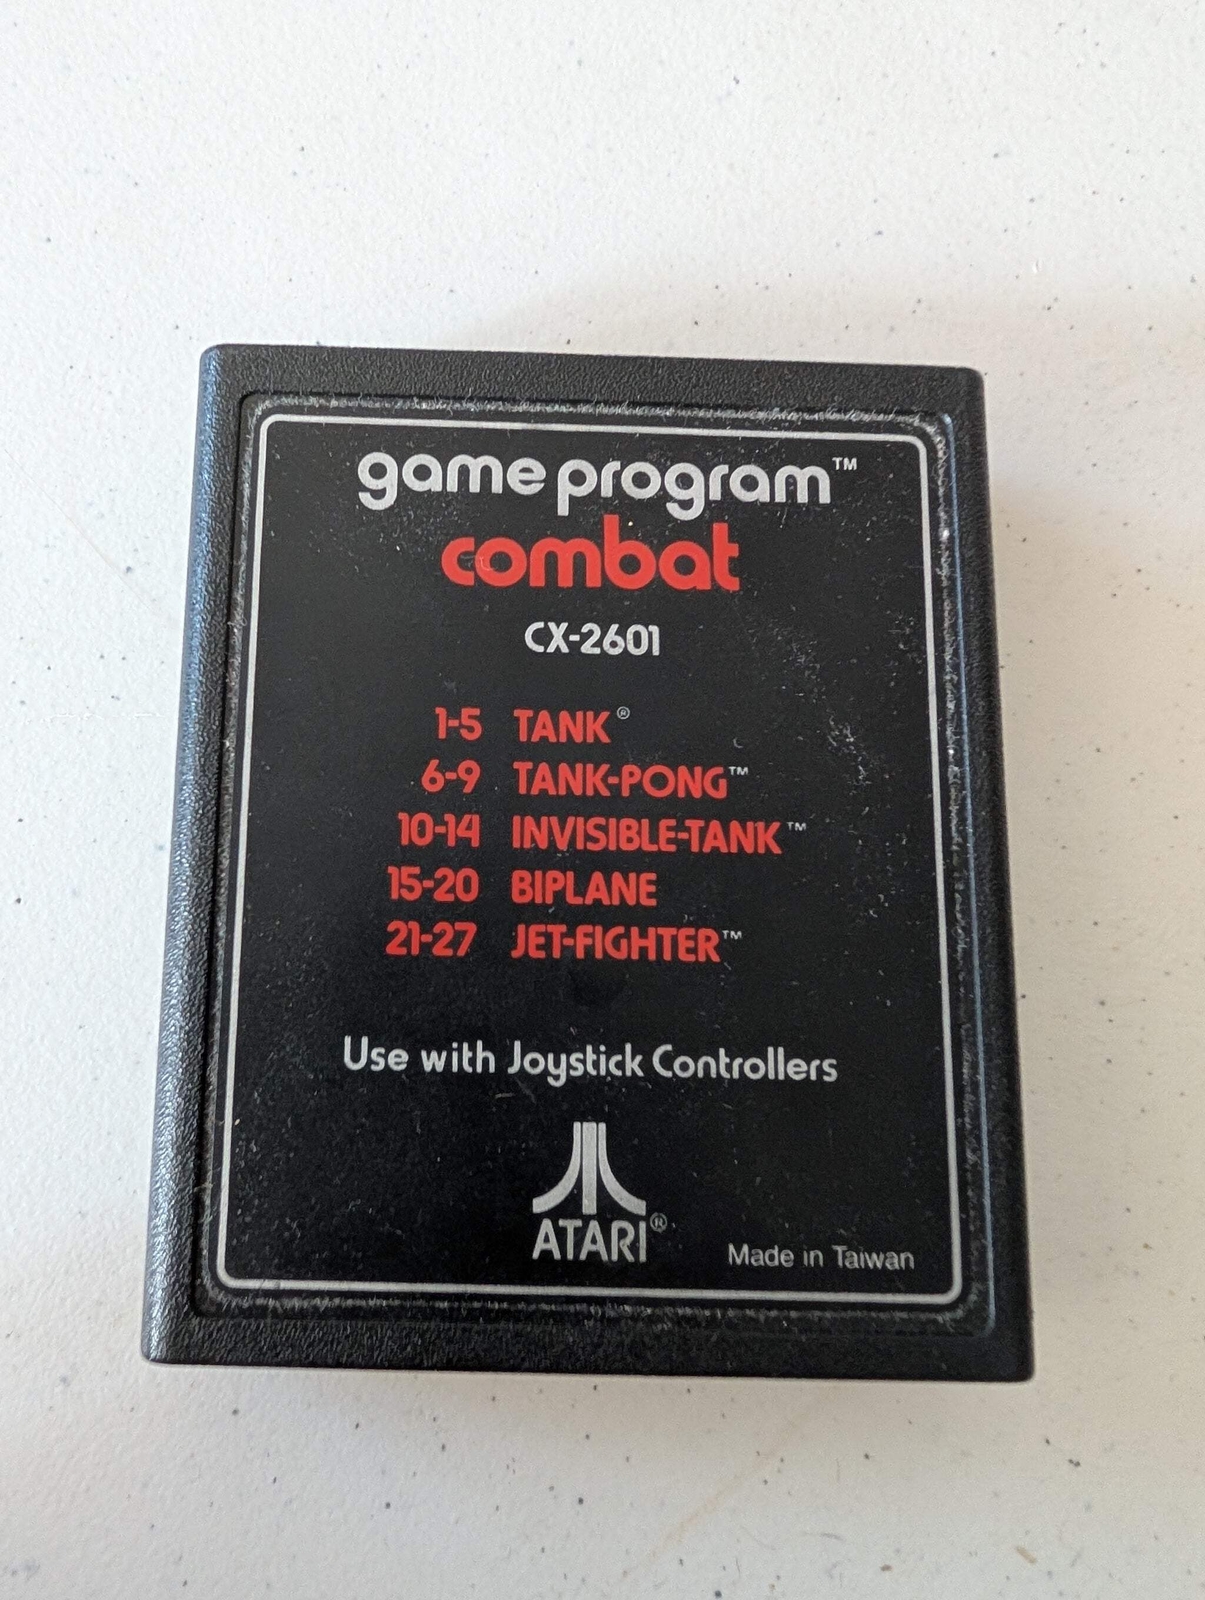 game program™
combat
CX-2601
1-5 TANK®
6-9 TANK-PONG™
10-14 INVISIBLE-TANK™
15-20 BIPLANE
21-27 JET-FIGHTER™
Use with Joystick Controllers
ATARI®
Made in Taiwan